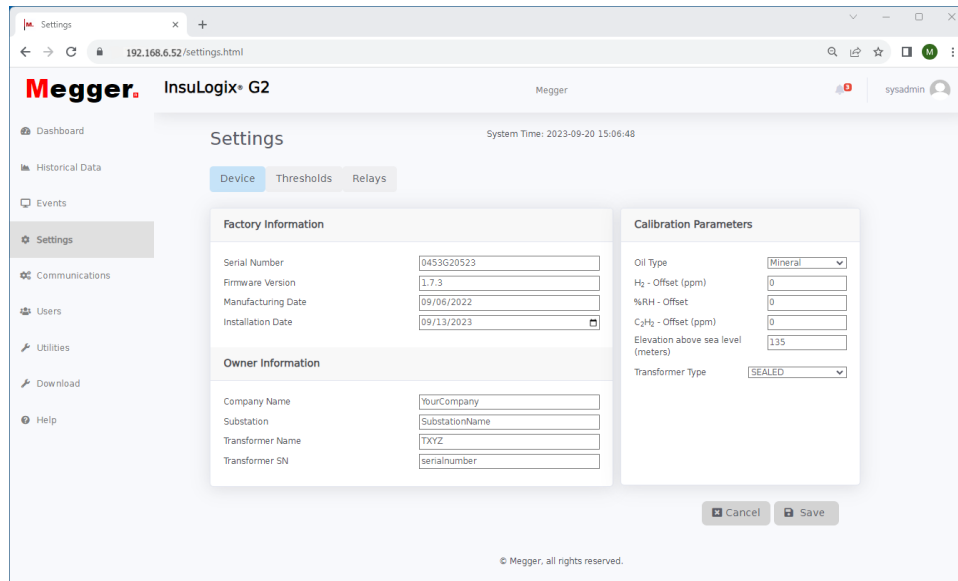 M. Settings
192.168.6.52/settings.html
M
Megger.
InsuLogix® G2
Megger
3
sysadmin
Dashboard
Historical Data
Events
Settings
Communications
Users
Utilities
Download
Help
Settings
System Time: 2023-09-20 15:06:48
Device Thresholds Relays
Factory Information
Serial Number 0453G20523
Firmware Version 1.7.3
Manufacturing Date 09/06/2022
Installation Date 09/13/2023
Owner Information
Company Name YourCompany
Substation SubstationName
Transformer Name TXYZ
Transformer SN serialnumber
Calibration Parameters
Oil Type Mineral
H₂ - Offset (ppm) 0
%RH - Offset 0
C₂H₂ - Offset (ppm) 0
Elevation above sea level 135
(meters)
Transformer Type SEALED
Cancel Save
© Megger, all rights reserved.